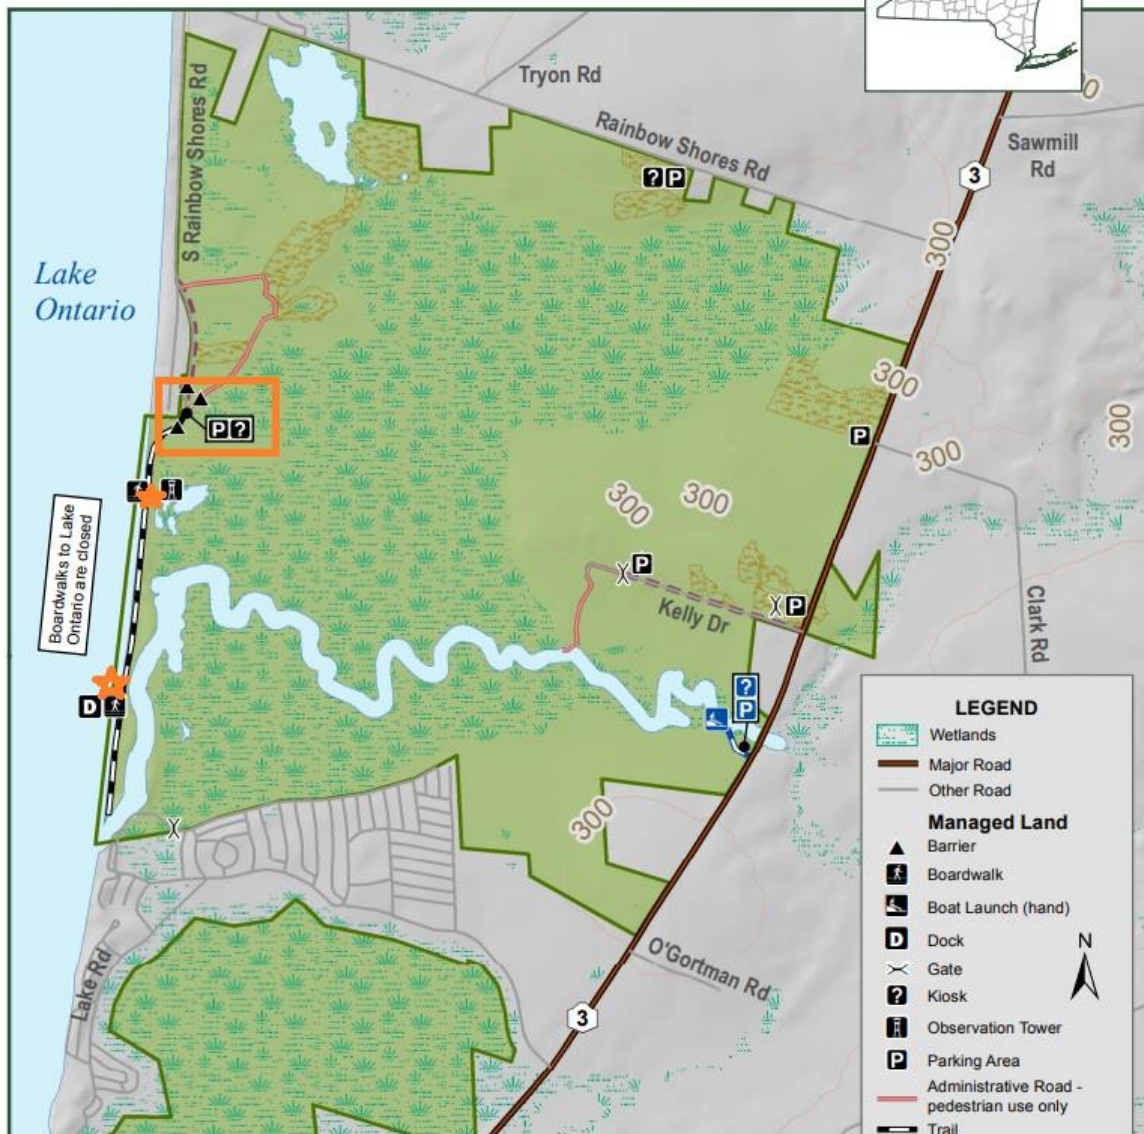 Tryon Rd
S Rainbow Shores Rd
Rainbow Shores Rd
Sawmill
Rd
3
300
Lake
Ontario
300
300
300
P ?
? P
P
300
300
Boardwalks to Lake
Ontario are closed
P
P
Kelly Dr
Clark Rd
?
P
D
300
Lake Rd
O'Gortman Rd
3
LEGEND
Wetlands
Major Road
Other Road
Managed Land
Barrier
Boardwalk
Boat Launch (hand)
D Dock
Gate
? Kiosk
Observation Tower
P Parking Area
Administrative Road -
pedestrian use only
Trail
N